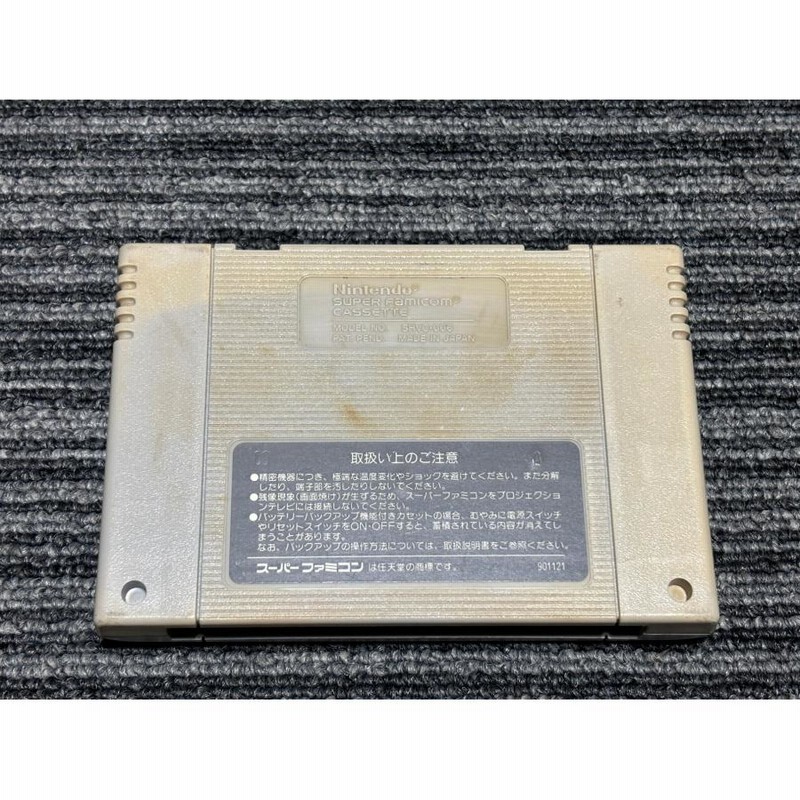 Nintendo®
SUPER FAMICOM®
CASSETTE
MODEL NO. SHVC-006
PAT. PEND. MADE IN JAPAN
取扱い上のご注意
●精密機器につき、極端な温度変化やショックを避けてください。また分解
したり、端子部を汚したりしないでください。
●残像現象(画面焼け)が生ずるため、スーパーファミコンをプロジェクショ
ンテレビには接続しないでください。
●バッテリーバックアップ機能付きカセットの場合、むやみに電源スイッチ
やリセットスイッチをON・OFFすると、蓄積されている内容が消えてし
まうことがあります。
なお、バックアップの操作方法については、取扱説明書をご参照ください。
スーパーファミコン は任天堂の商標です。 901121